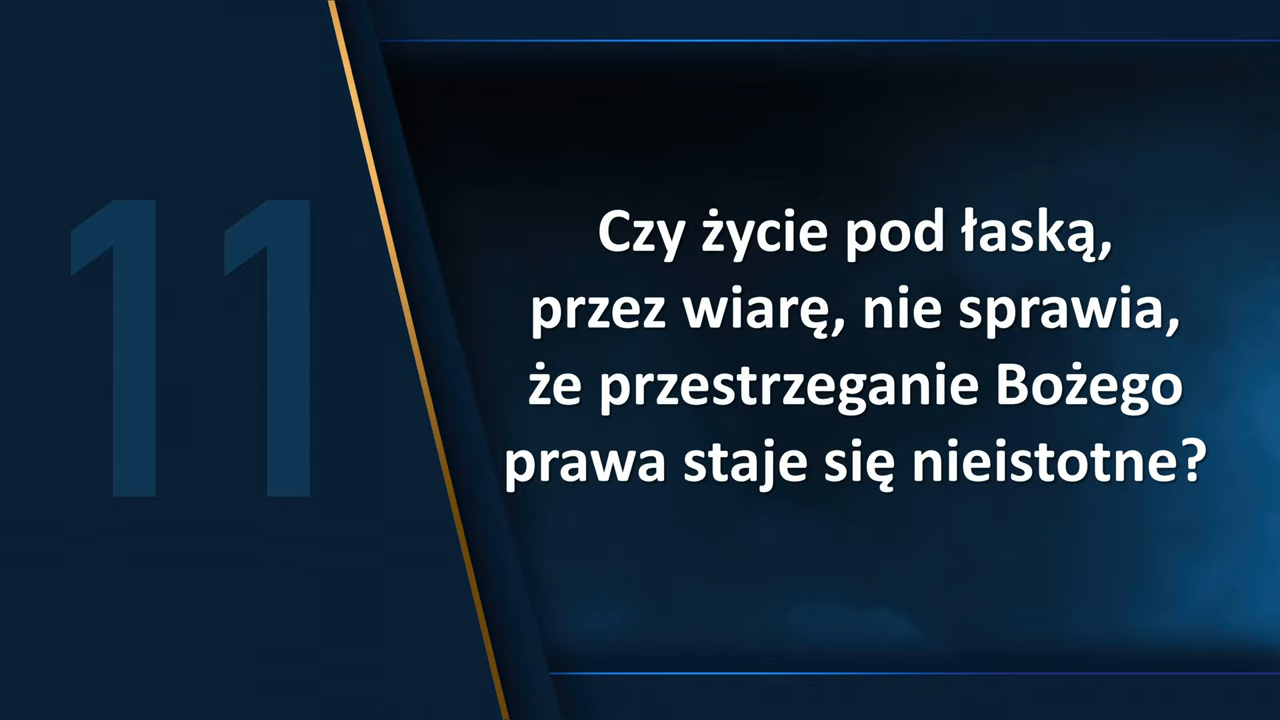 11
Czy życie pod łaską,
przez wiarę, nie sprawia,
że przestrzeganie Bożego
prawa staje się nieistotne?